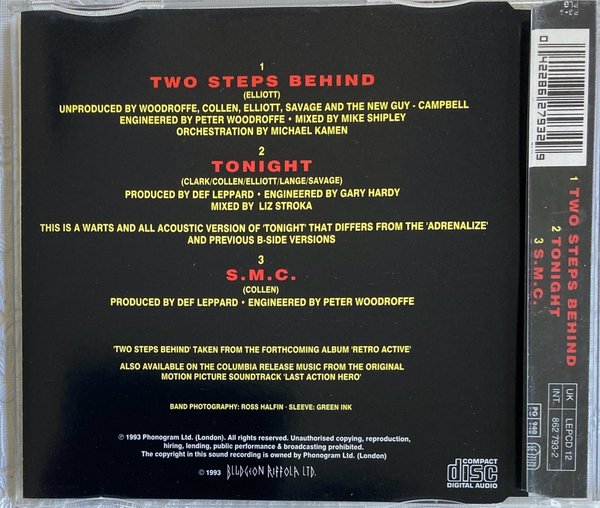 1
TWO STEPS BEHIND
(ELLIOTT)
UNPRODUCED BY WOODROFFE, COLLEN, ELLIOTT, SAVAGE AND THE NEW GUY - CAMPBELL
ENGINEERED BY PETER WOODROFFE • MIXED BY MIKE SHIPLEY
ORCHESTRATION BY MICHAEL KAMEN
2
TONIGHT
(CLARK/COLLEN/ELLIOTT/LANGE/SAVAGE)
PRODUCED BY DEF LEPPARD • ENGINEERED BY GARY HARDY
MIXED BY LIZ STROKA
THIS IS A WARTS AND ALL ACOUSTIC VERSION OF 'TONIGHT' THAT DIFFERS FROM THE 'ADRENALIZE'
AND PREVIOUS B-SIDE VERSIONS
3
S.M.C.
(COLLEN)
PRODUCED BY DEF LEPPARD • ENGINEERED BY PETER WOODROFFE
'TWO STEPS BEHIND' TAKEN FROM THE FORTHCOMING ALBUM 'RETRO ACTIVE'
ALSO AVAILABLE ON THE COLUMBIA RELEASE MUSIC FROM THE ORIGINAL
MOTION PICTURE SOUNDTRACK 'LAST ACTION HERO'
BAND PHOTOGRAPHY: ROSS HALFIN · SLEEVE: GREEN INK
℗ 1993 Phonogram Ltd. (London). All rights reserved. Unauthorised copying, reproduction,
hiring, lending, public performance & broadcasting prohibited.
The copyright in this sound recording is owned by Phonogram Ltd. (London)
© 1993 BLUDGEON RIFFOLA LTD.
COMPACT
disc
DIGITAL AUDIO
0 42286 27932 9
1 TWO STEPS BEHIND
2 TONIGHT
3 S.M.C.
PG 940
UK LEPCD 12
INT. 862 793-2